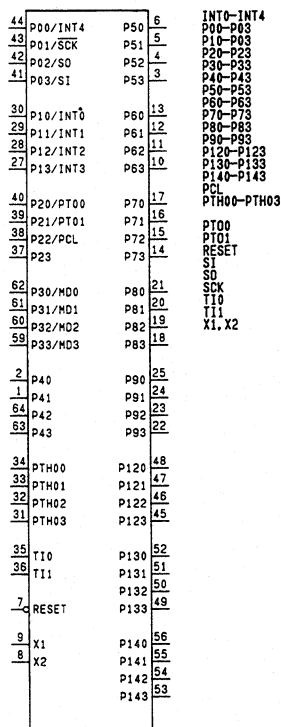 44 P00/INT4 P50 6
43 P01/SCK P51 5
42 P02/SO P52 4
41 P03/SI P53 3
30 P10/INT0 P60 13
29 P11/INT1 P61 12
28 P12/INT2 P62 11
27 P13/INT3 P63 10
40 P20/PT00 P70 17
39 P21/PT01 P71 16
38 P22/PCL P72 15
37 P23 P73 14
62 P30/MD0 P80 21
61 P31/MD1 P81 20
60 P32/MD2 P82 19
59 P33/MD3 P83 18
2 P40 P90 25
1 P41 P91 24
64 P42 P92 23
63 P43 P93 22
34 PTH00 P120 48
33 PTH01 P121 47
32 PTH02 P122 46
31 PTH03 P123 45
35 TI0 P130 52
36 TI1 P131 51
P132 50
7 RESET P133 49
9 X1 P140 56
8 X2 P141 55
P142 54
P143 53
INT0-INT4
P00-P03
P10-P03
P20-P23
P30-P33
P40-P43
P50-P53
P60-P63
P70-P73
P80-P83
P90-P93
P120-P123
P130-P133
P140-P143
PCL
PTH00-PTH03
PT00
PT01
RESET
SI
SO
SCK
TI0
TI1
X1,X2